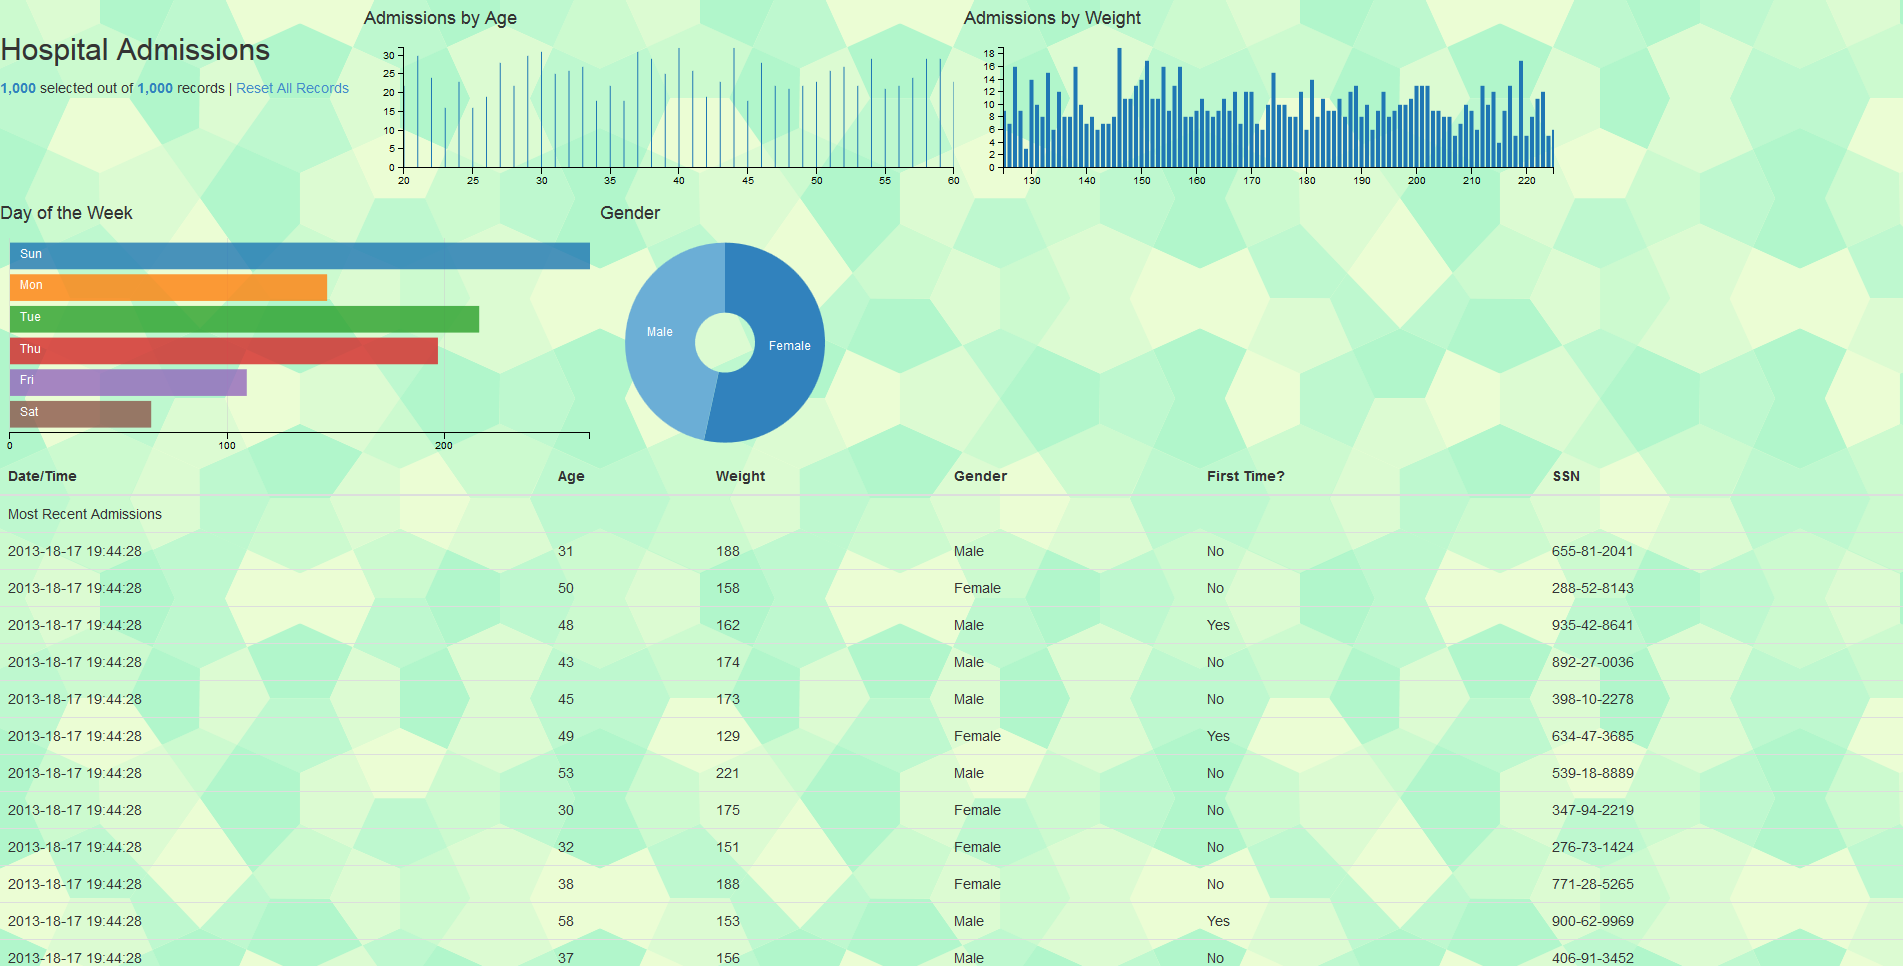 Hospital Admissions
1,000 selected out of 1,000 records | Reset All Records
Admissions by Age
30
25
20
15
10
5
0
20 25 30 35 40 45 50 55 60
Admissions by Weight
18
16
14
12
10
8
6
4
2
0
130 140 150 160 170 180 190 200 210 220
Day of the Week
Sun
Mon
Tue
Thu
Fri
Sat
0 100 200
Gender
Male
Female
Date/Time Age Weight Gender First Time? SSN
Most Recent Admissions
2013-18-17 19:44:28 31 188 Male No 655-81-2041
2013-18-17 19:44:28 50 158 Female No 288-52-8143
2013-18-17 19:44:28 48 162 Male Yes 935-42-8641
2013-18-17 19:44:28 43 174 Male No 892-27-0036
2013-18-17 19:44:28 45 173 Male No 398-10-2278
2013-18-17 19:44:28 49 129 Female Yes 634-47-3685
2013-18-17 19:44:28 53 221 Male No 539-18-8889
2013-18-17 19:44:28 30 175 Female No 347-94-2219
2013-18-17 19:44:28 32 151 Female No 276-73-1424
2013-18-17 19:44:28 38 188 Female No 771-28-5265
2013-18-17 19:44:28 58 153 Male Yes 900-62-9969
2013-18-17 19:44:28 37 156 Male No 406-91-3452